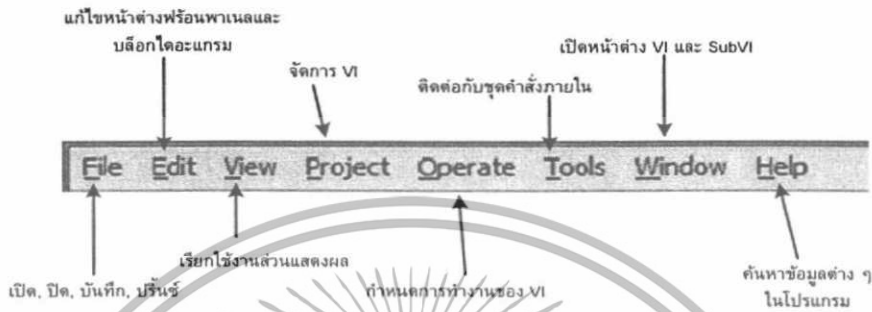 แก้ไขหน้าต่างฟร้อนพาเนลและ
บล็อกไดอะแกรม
จัดการ VI
ติดต่อกับชุดคำสั่งภายใน
เปิดหน้าต่าง VI และ SubVI
File Edit View Project Operate Tools Window Help
เปิด, ปิด, บันทึก, ปริ้นซ์
เรียกใช้งานส่วนแสดงผล
กำหนดการทำงานของ VI
ค้นหาข้อมูลต่าง ๆ
ในโปรแกรม